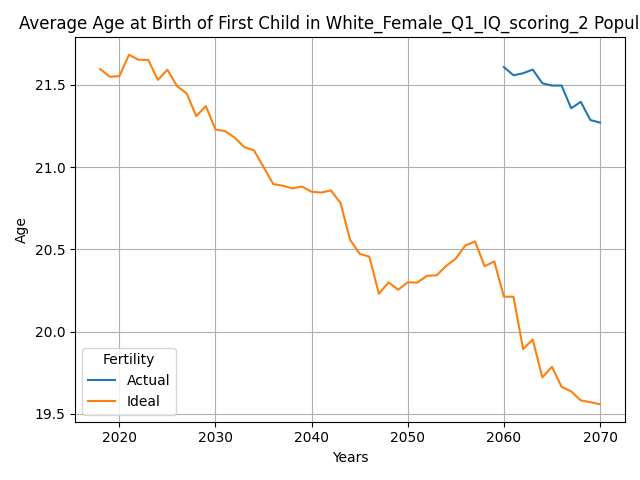 Average Age at Birth of First Child in White_Female_Q1_IQ_scoring_2 Popul
21.5
21.0
20.5
20.0
19.5
Age
Fertility
Actual
Ideal
2020 2030 2040 2050 2060 2070
Years